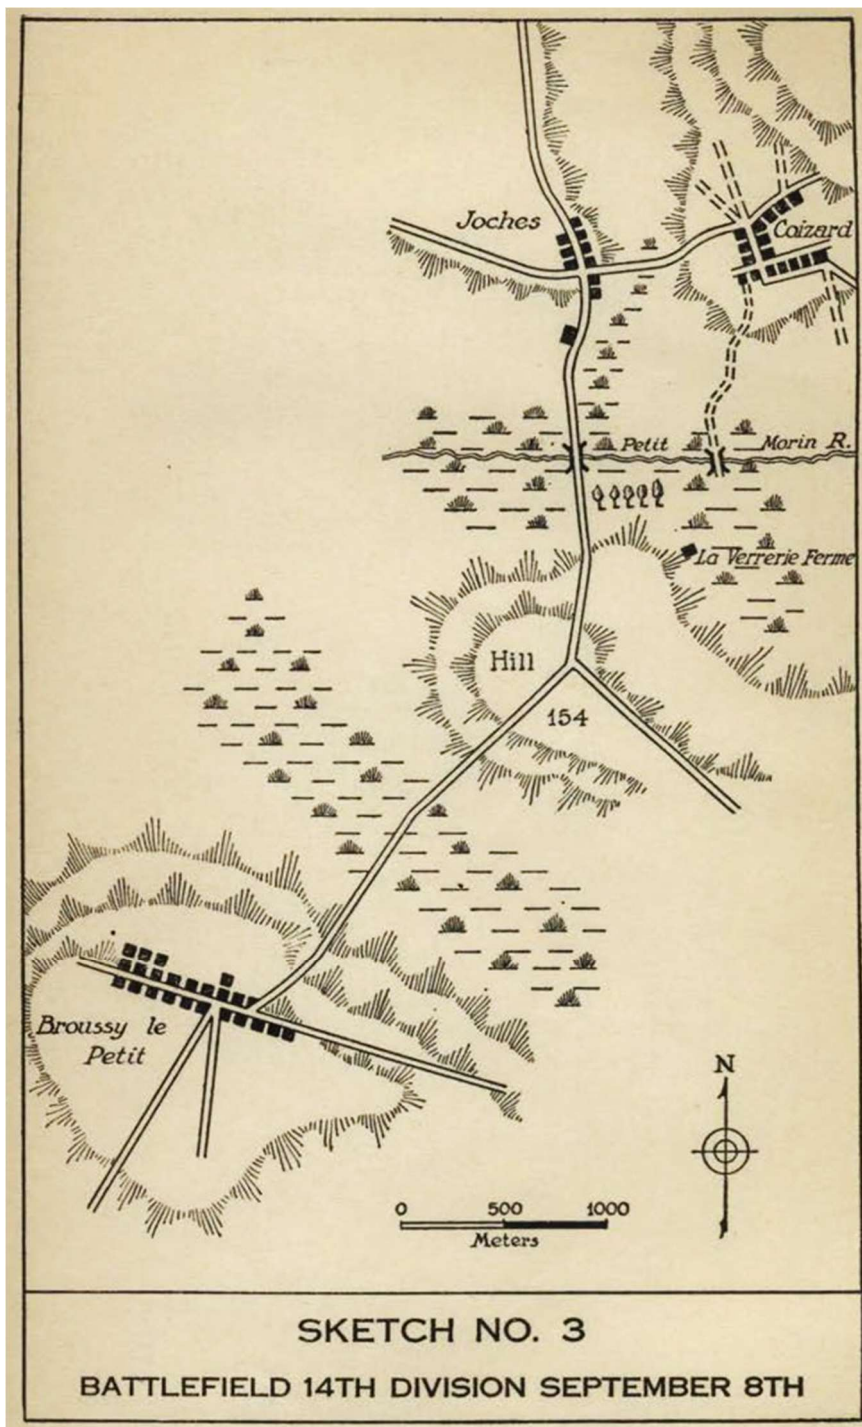 Joches
Coizard
Petit Morin R.
La Verrerie Ferme
Hill
154
Broussy le
Petit
N
0 500 1000
Meters
SKETCH NO. 3
BATTLEFIELD 14TH DIVISION SEPTEMBER 8TH